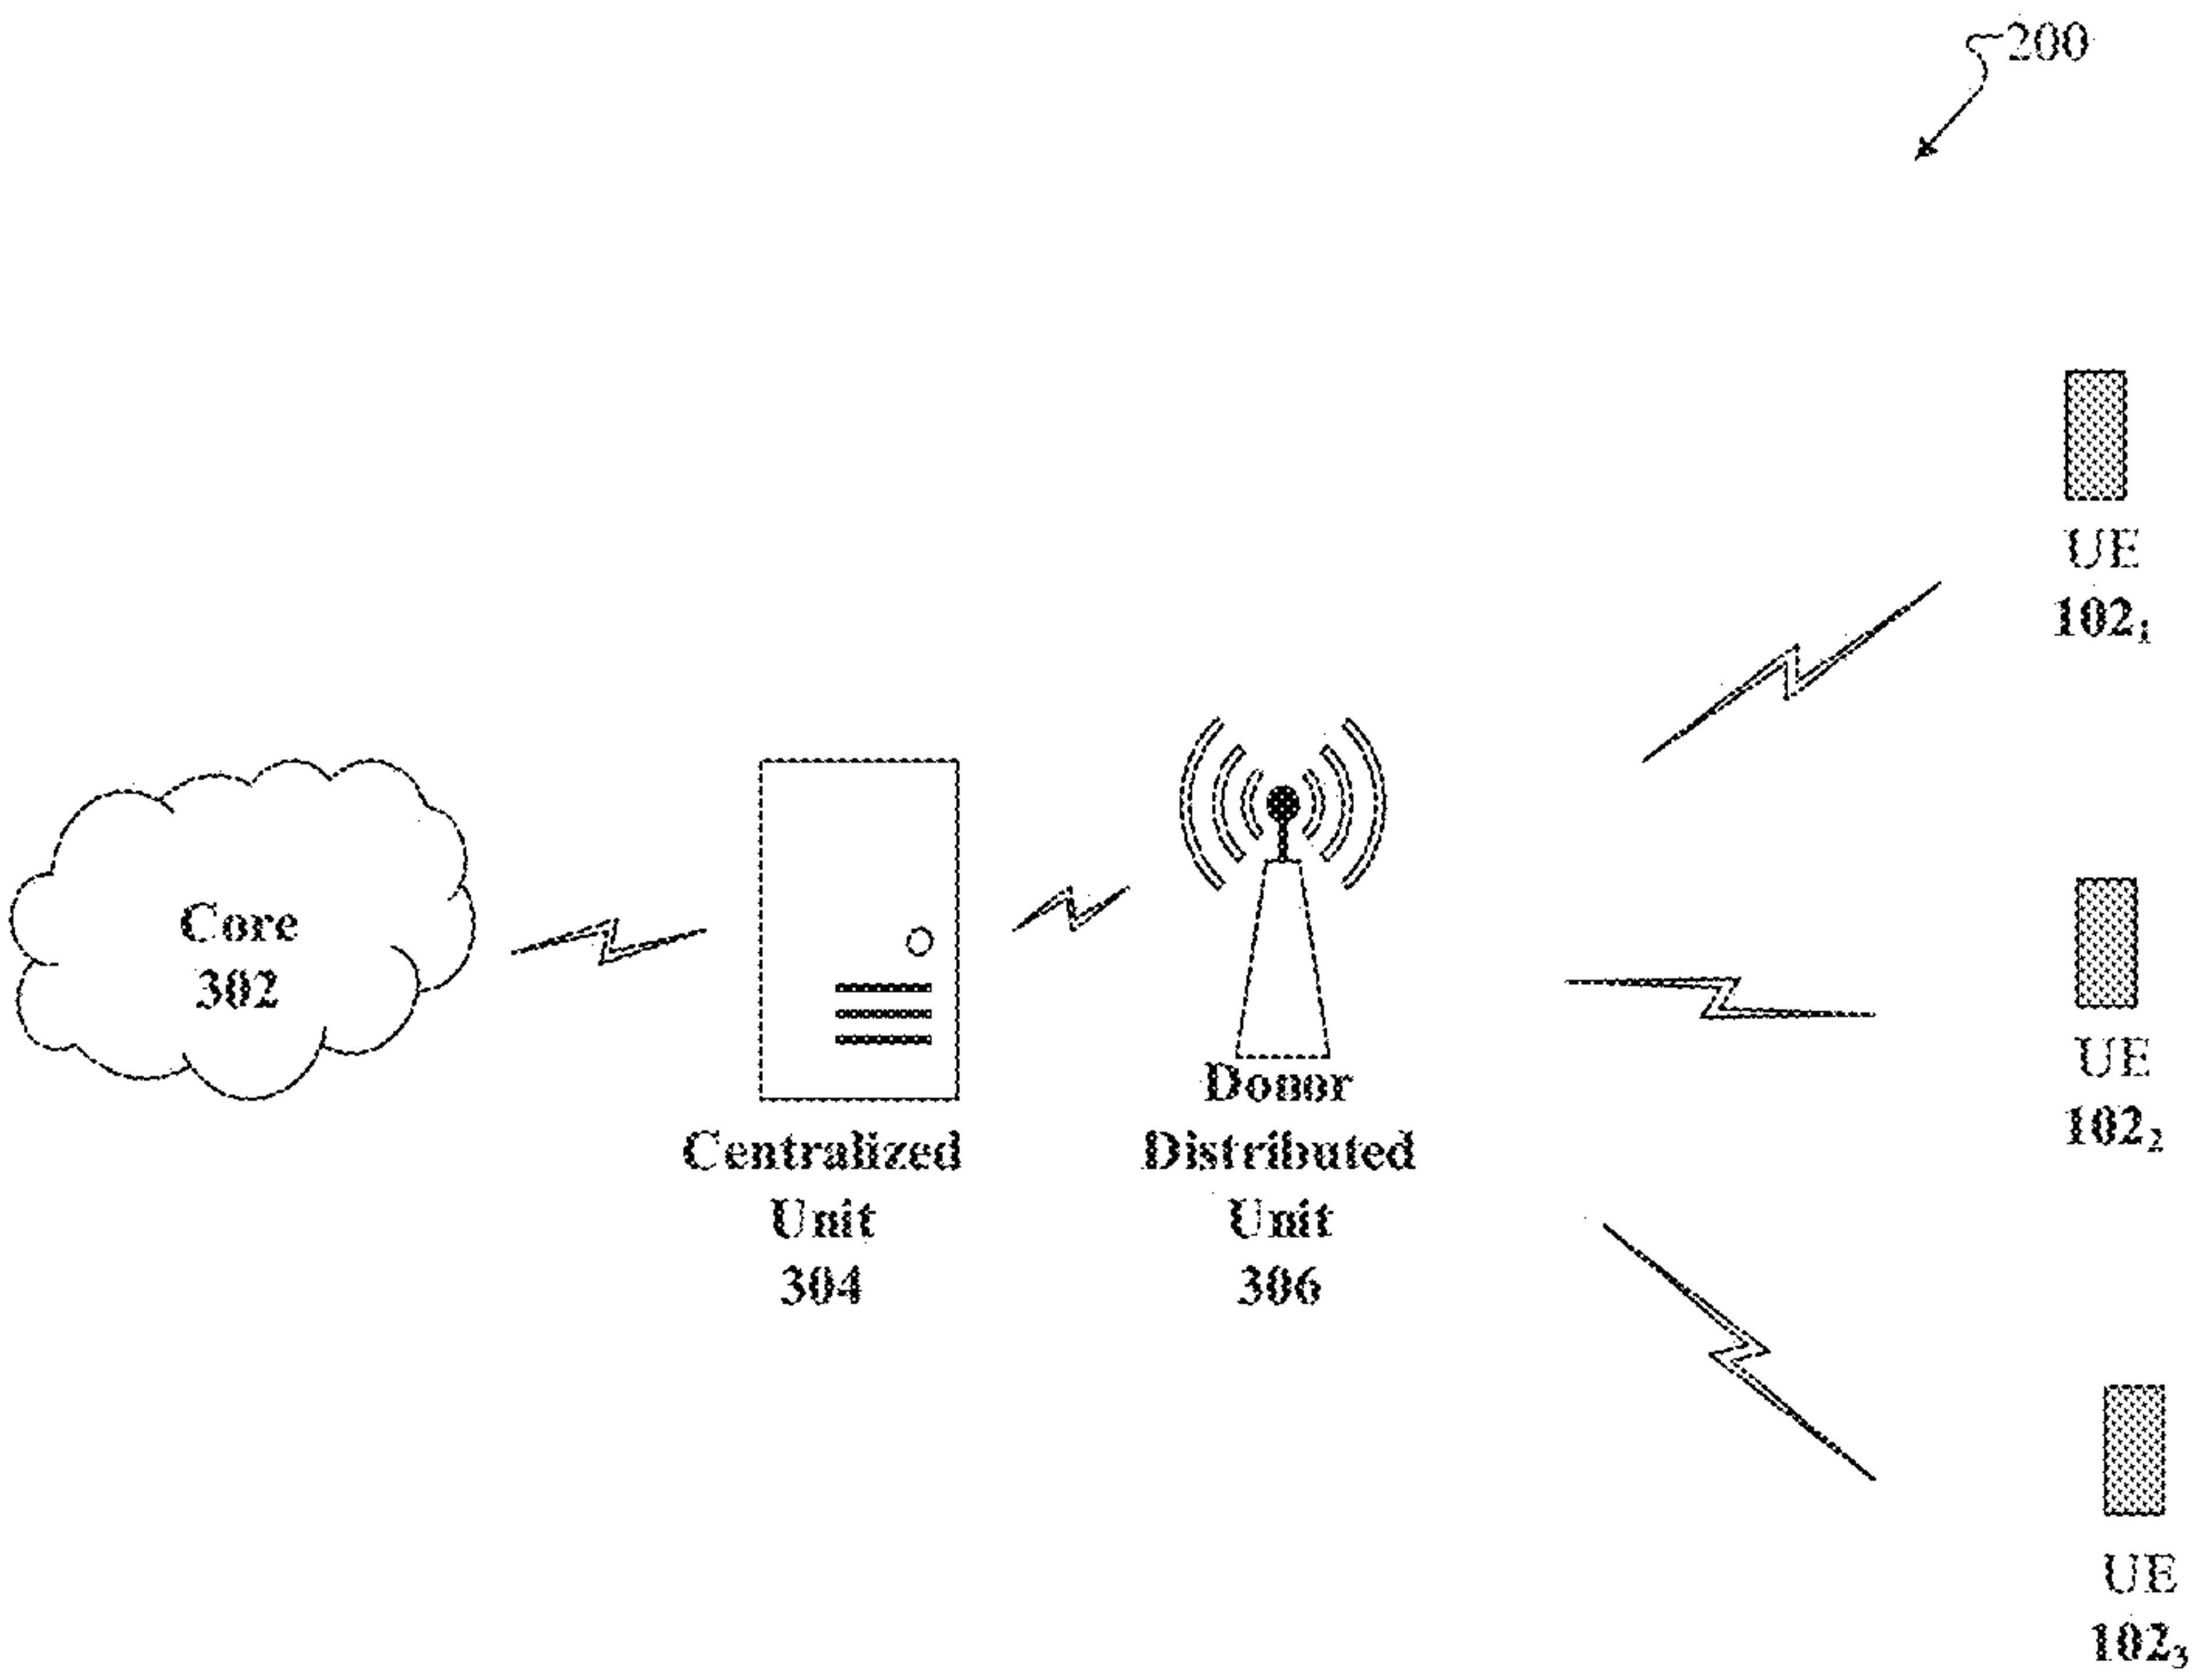 200
UE
102₁
Core
302
Centralized
Unit
304
Donor
Distributed
Unit
306
UE
102₂
UE
102₃